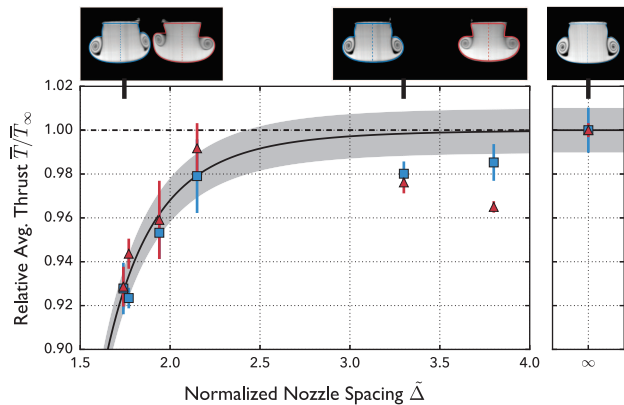 1.02
1.00
0.98
0.96
0.94
0.92
0.90
Relative Avg. Thrust T̅/T̅∞
1.5 2.0 2.5 3.0 3.5 4.0 ∞
Normalized Nozzle Spacing Δ̃